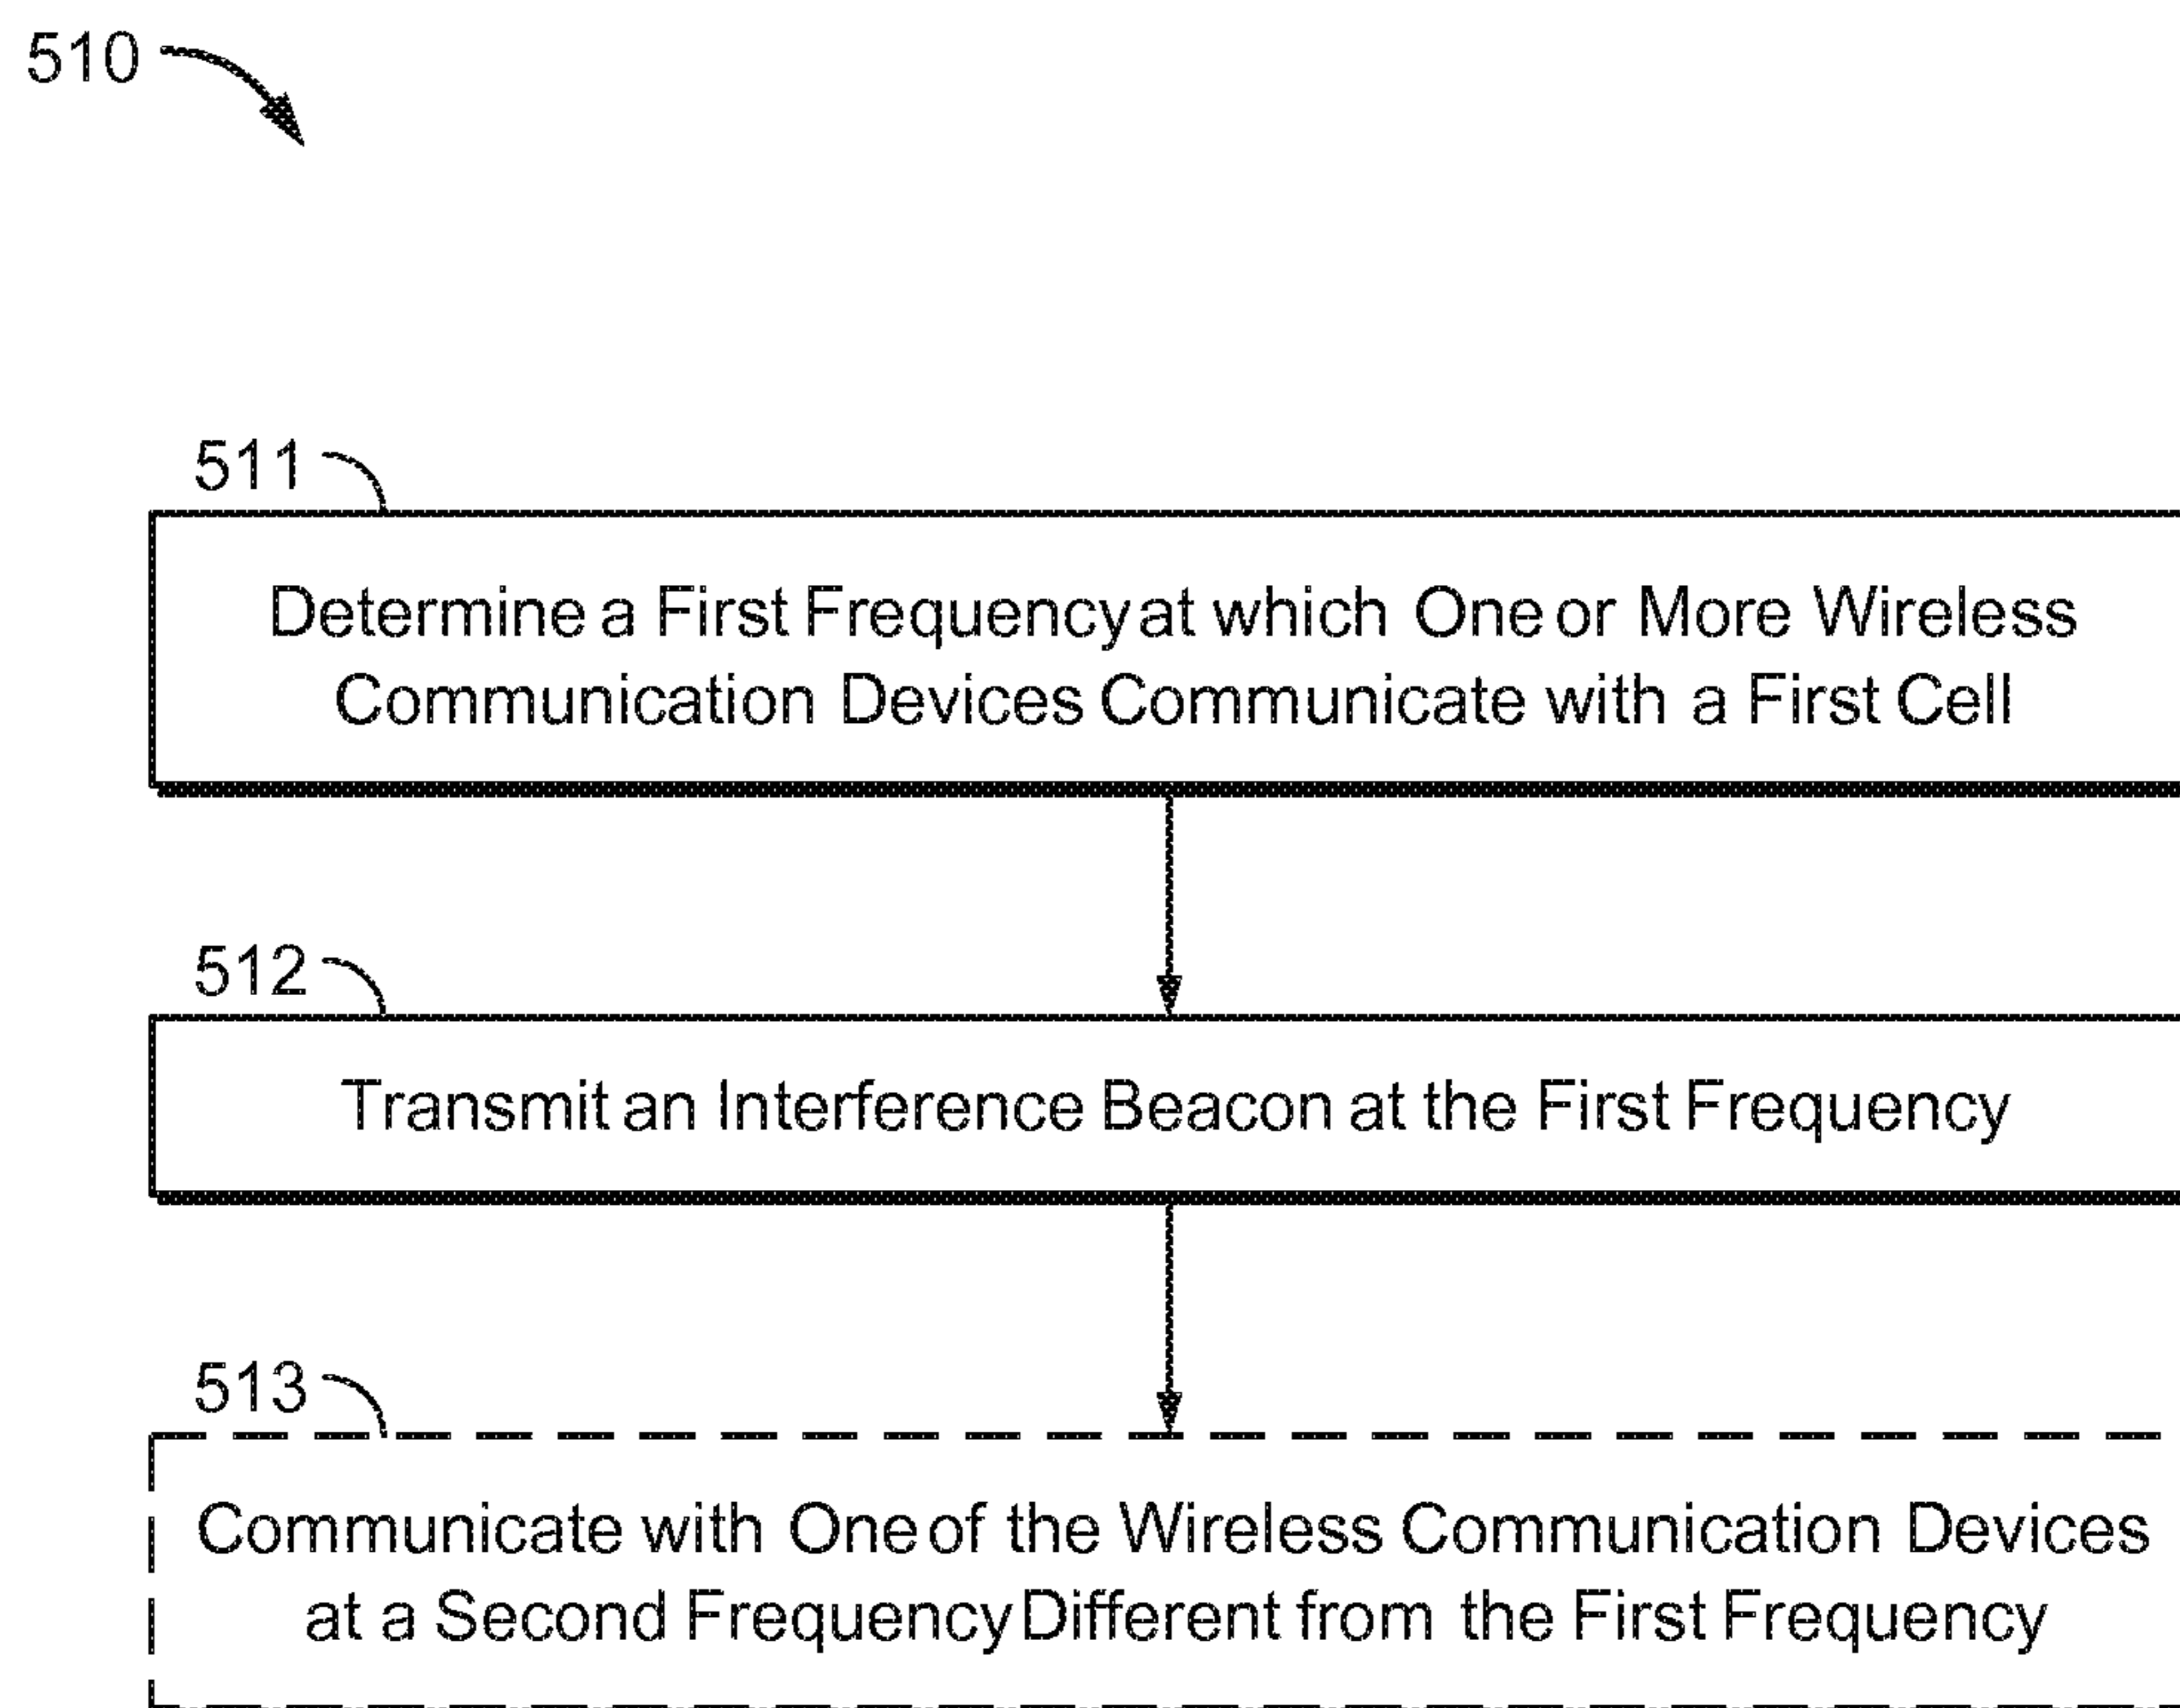 510
511
Determine a First Frequency at which One or More Wireless
Communication Devices Communicate with a First Cell
512
Transmit an Interference Beacon at the First Frequency
513
Communicate with One of the Wireless Communication Devices
at a Second Frequency Different from the First Frequency